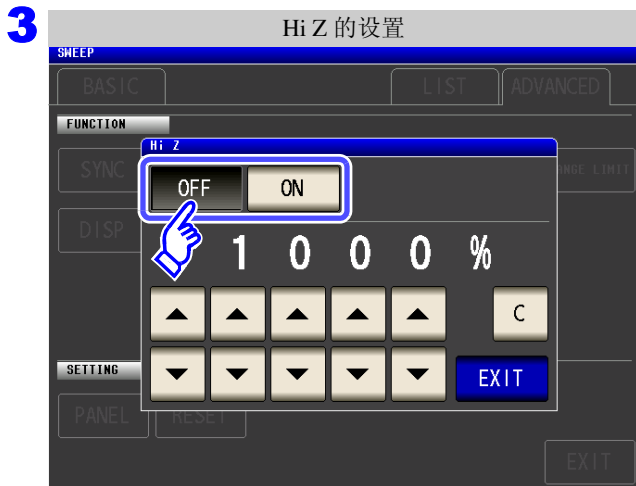 3
Hi Z 的设置
SWEEP
BASIC LIST ADVANCED
FUNCTION
Hi Z
SYNC ANGE LIMIT
OFF ON
DISP
1 0 0 0 %
C
SETTING
EXIT
PANEL RESET
EXIT